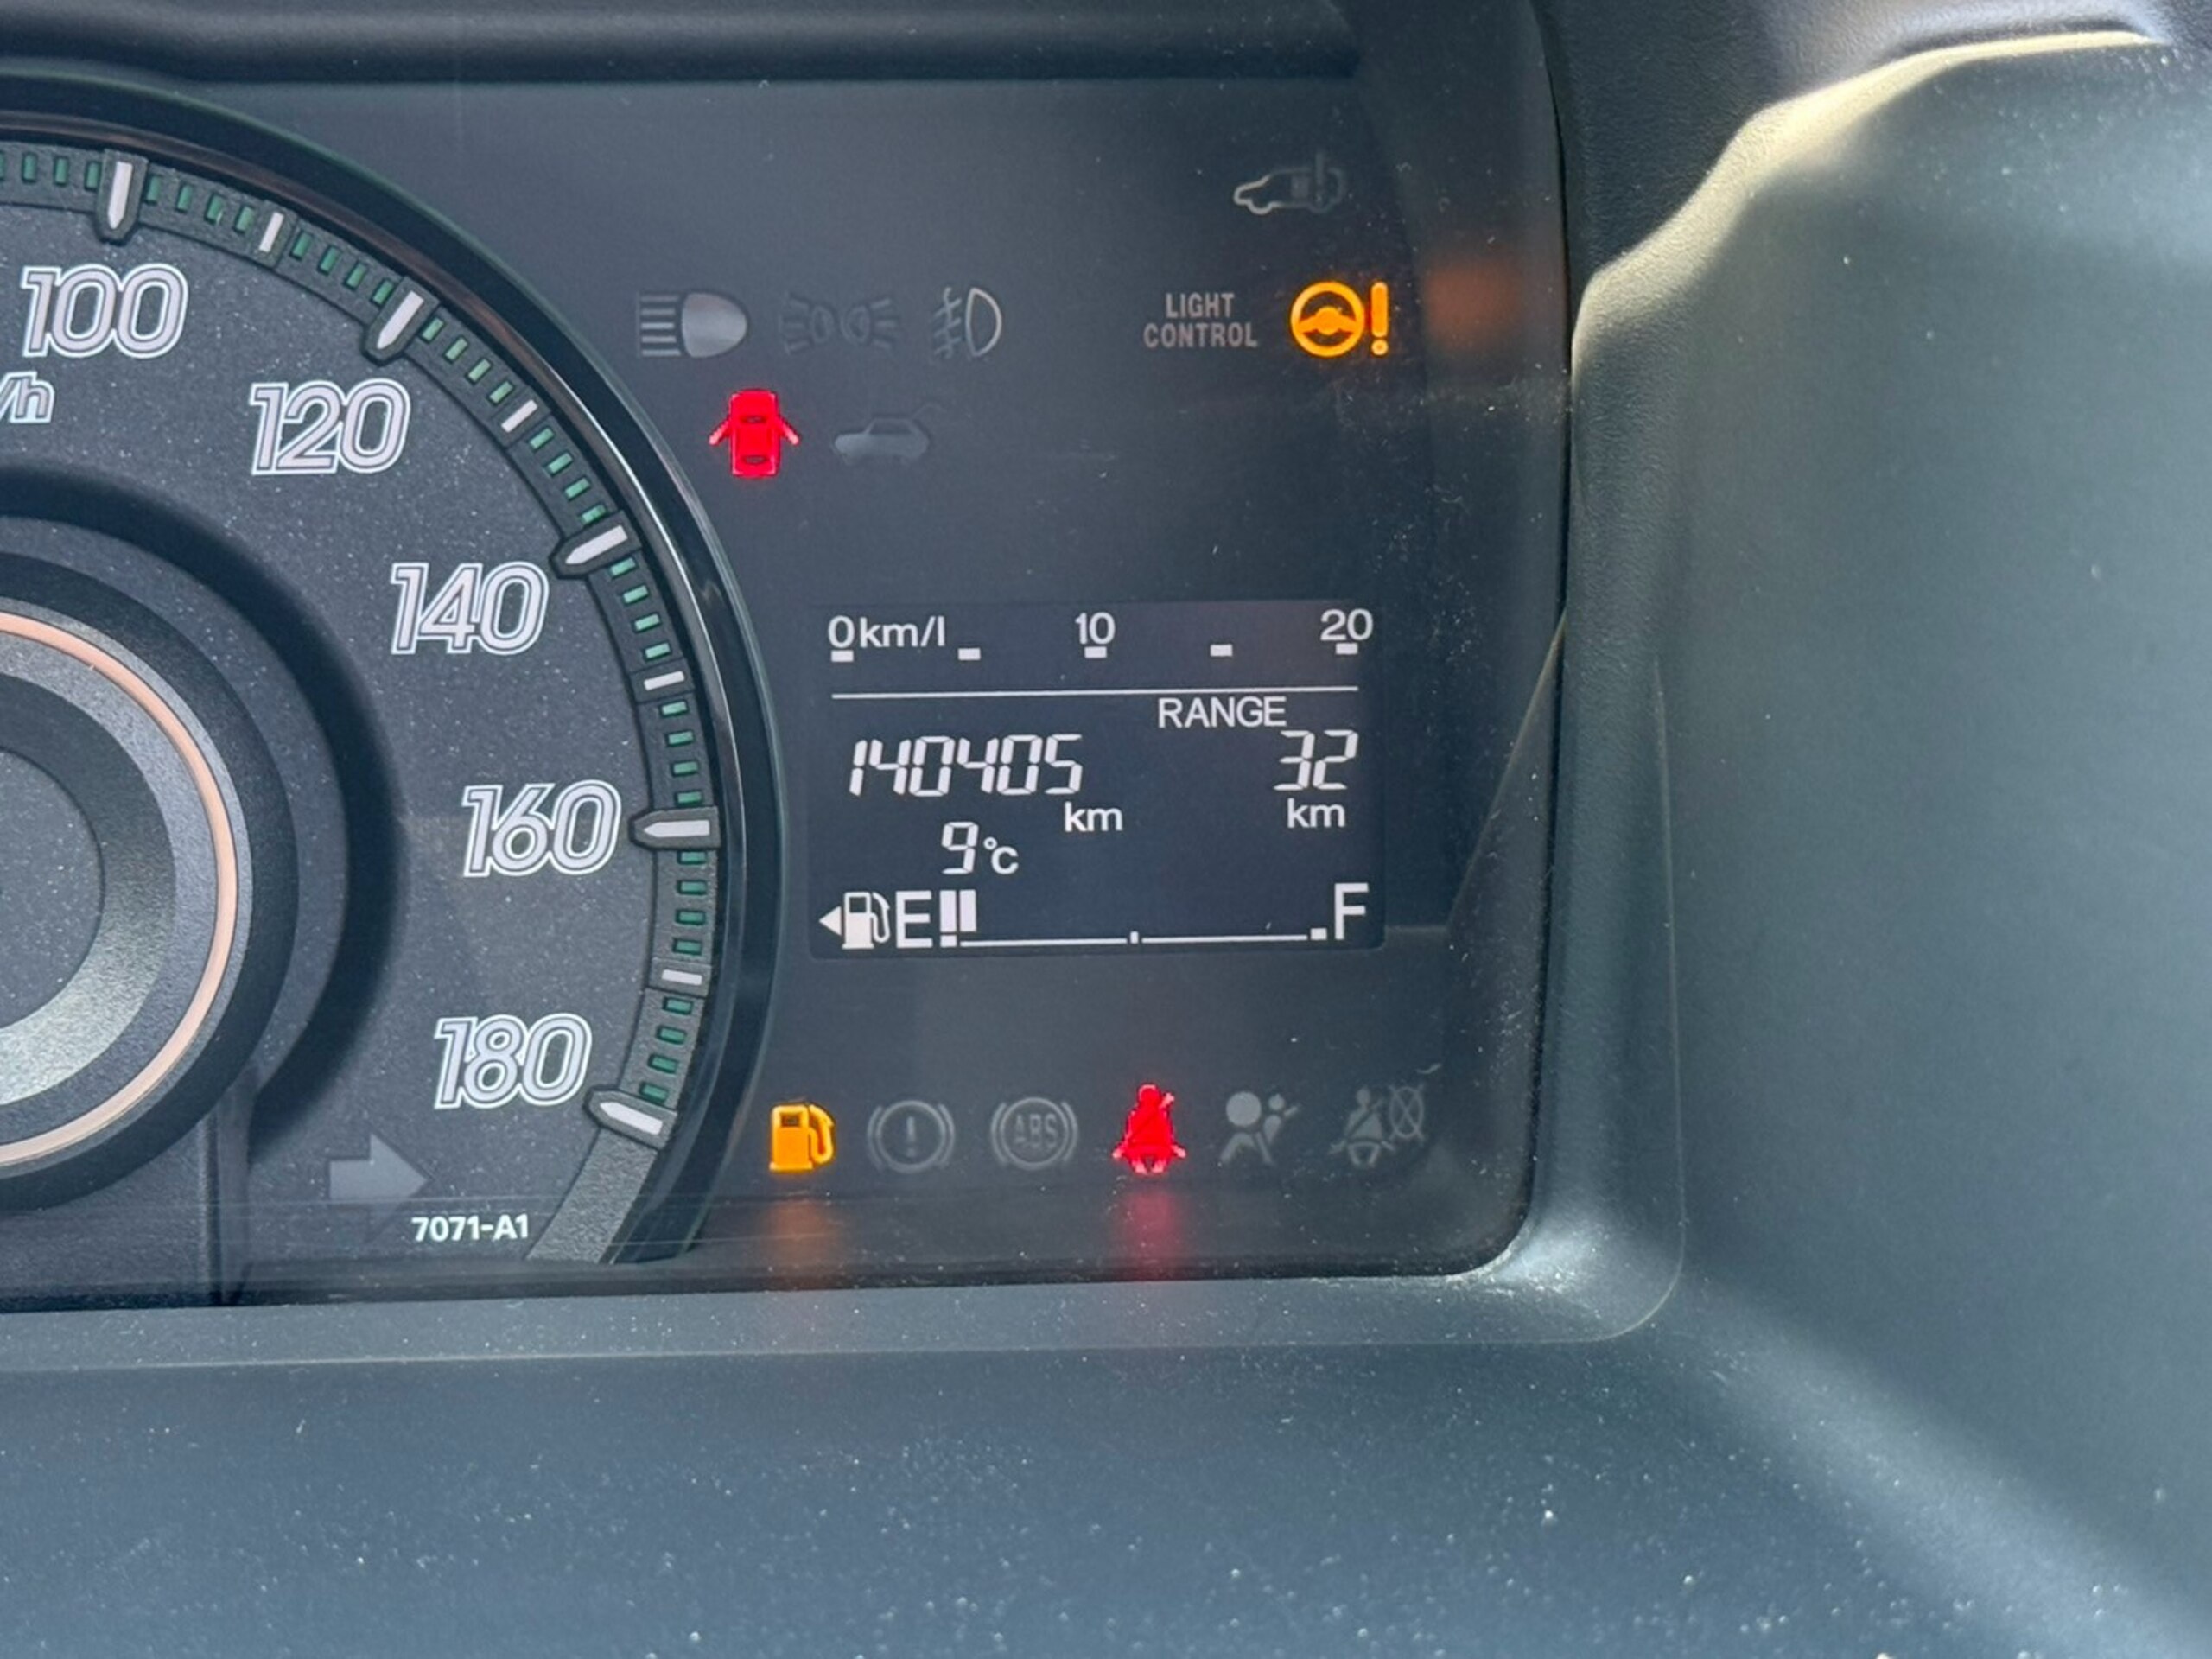 100
km/h
120
140
160
180
7071-A1
LIGHT
CONTROL
0km/l 10 20
RANGE
140405 km 32 km
9°C
E F
ABS